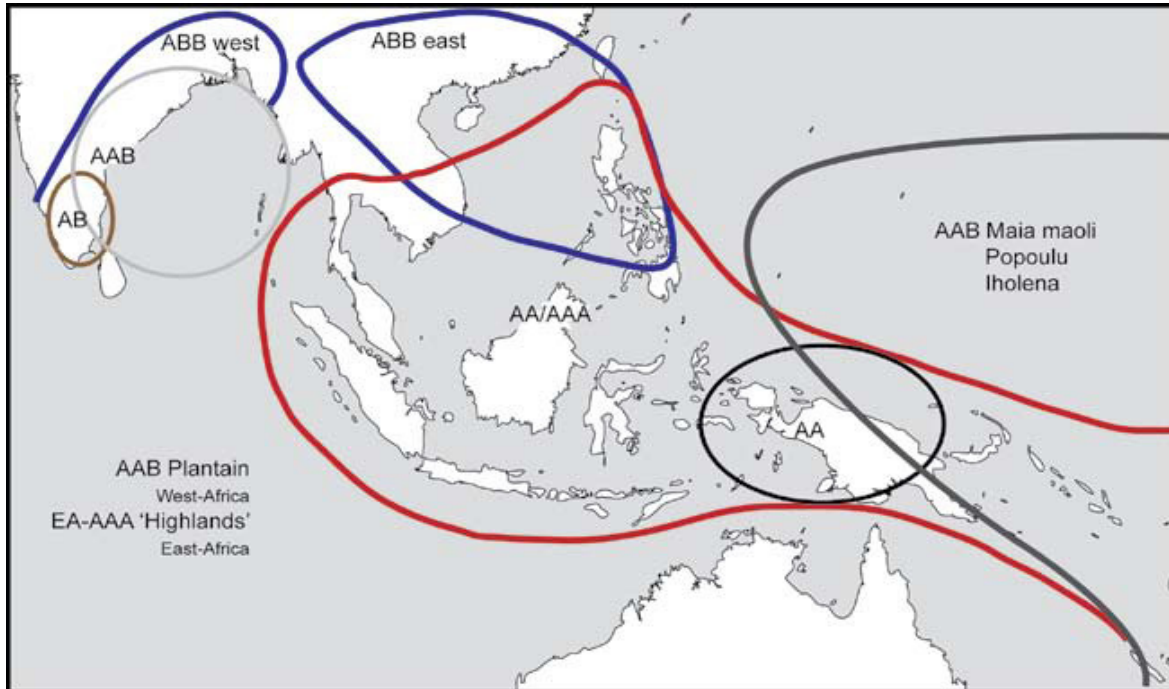 ABB west
ABB east
AAB
AB
AAB Maia maoli
Popoulu
Iholena
AA/AAA
AA
AAB Plantain
West-Africa
EA-AAA ‘Highlands’
East-Africa